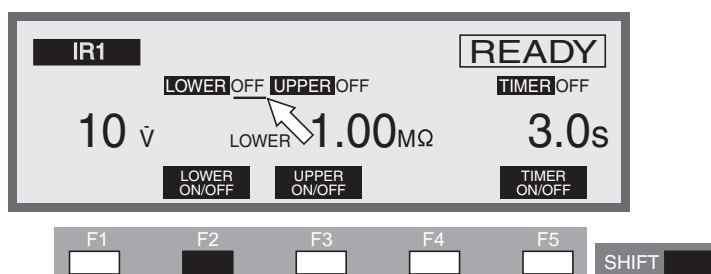 IR1 READY
LOWER OFF UPPER OFF TIMER OFF
10 V LOWER 1.00MΩ 3.0s
LOWER ON/OFF UPPER ON/OFF TIMER ON/OFF
F1 F2 F3 F4 F5
SHIFT